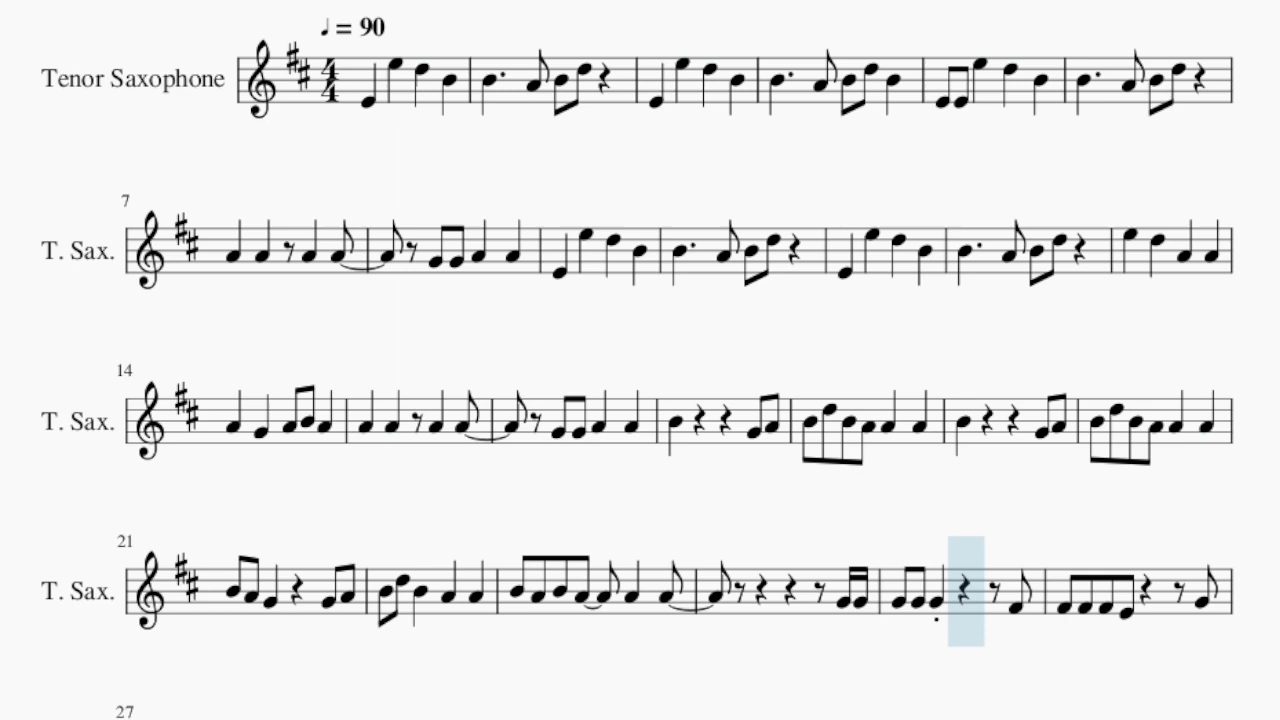 ♩ = 90
Tenor Saxophone
4
4
7
T. Sax.
14
T. Sax.
21
T. Sax.
27